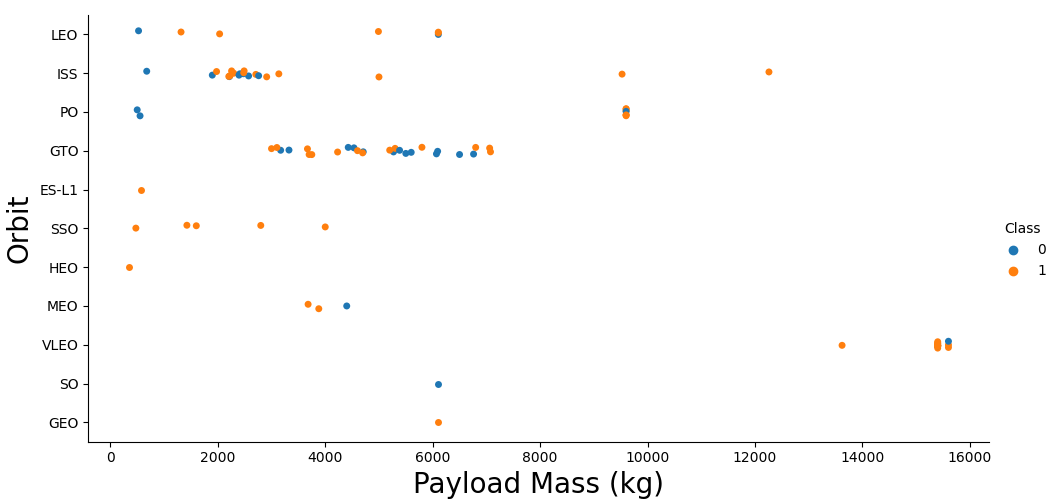 LEO
ISS
PO
GTO
ES-L1
SSO
HEO
MEO
VLEO
SO
GEO
Orbit
0 2000 4000 6000 8000 10000 12000 14000 16000
Payload Mass (kg)
Class
0
1